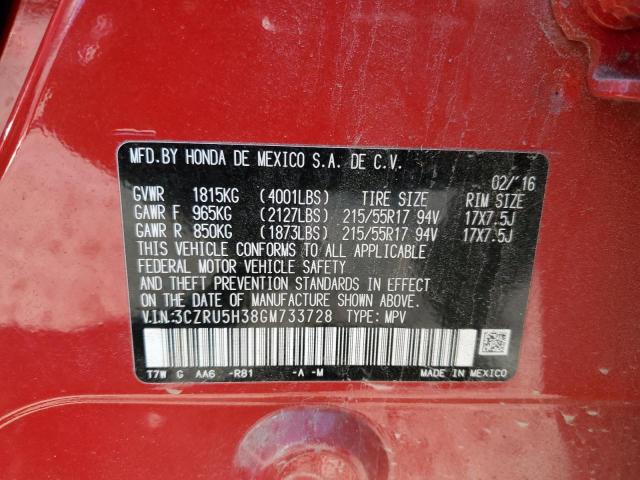 MFD.BY HONDA DE MEXICO S.A. DE C.V.
02/'16
GVWR 1815KG (4001LBS) TIRE SIZE RIM SIZE
GAWR F 965KG (2127LBS) 215/55R17 94V 17X7.5J
GAWR R 850KG (1873LBS) 215/55R17 94V 17X7.5J
THIS VEHICLE CONFORMS TO ALL APPLICABLE
FEDERAL MOTOR VEHICLE SAFETY
AND THEFT PREVENTION STANDARDS IN EFFECT
ON THE DATE OF MANUFACTURE SHOWN ABOVE.
V.I.N.:3CZRU5H38GM733728 TYPE: MPV
T7W G AA6 -R81 -A -M MADE IN MEXICO